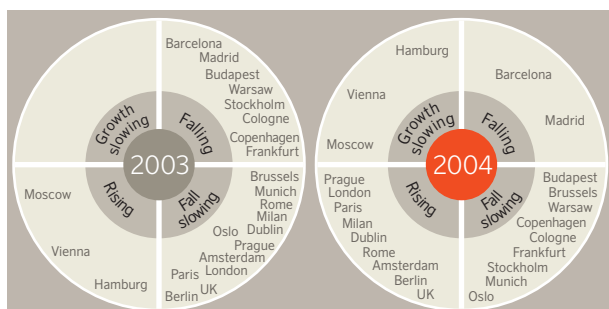 Growth
slowing
Falling
Barcelona
Madrid
Budapest
Warsaw
Stockholm
Cologne
Copenhagen
Frankfurt
2003
Rising
Moscow
Vienna
Hamburg
Fall
slowing
Brussels
Munich
Rome
Milan
Oslo Dublin
Prague
Amsterdam
Paris London
UK
Berlin
Growth
slowing
Hamburg
Vienna
Moscow
Falling
Barcelona
Madrid
2004
Rising
Prague
London
Paris
Milan
Dublin
Rome
Amsterdam
Berlin
UK
Fall
slowing
Budapest
Brussels
Warsaw
Copenhagen
Cologne
Frankfurt
Stockholm
Munich
Oslo